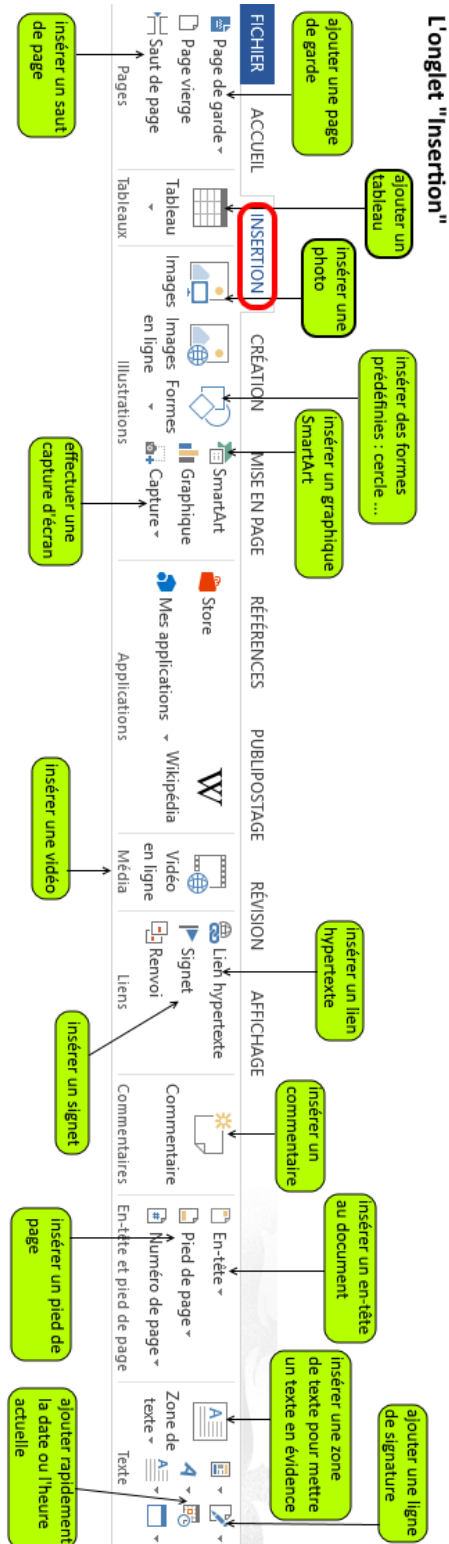 L'onglet "Insertion"
ajouter une page
de garde
ajouter un
tableau
insérer une
photo
insérer des formes
prédéfinies : cercle ...
insérer un graphique
SmartArt
insérer un lien
hypertexte
insérer un
commentaire
insérer un en-tête
au document
insérer une zone
de texte pour mettre
un texte en évidence
ajouter une ligne
de signature
FICHIER ACCUEIL INSERTION CRÉATION MISE EN PAGE RÉFÉRENCES PUBLIPOSTAGE RÉVISION AFFICHAGE
Page de garde
Page vierge
Saut de page
Pages
Tableau
Tableaux
Images
Images
en ligne
Formes
SmartArt
Graphique
Capture
Illustrations
Store
Mes applications
W
Wikipédia
Applications
Vidéo
en ligne
Média
Lien hypertexte
Signet
Renvoi
Liens
Commentaire
Commentaires
En-tête
Pied de page
# Numéro de page
En-tête et pied de page
A
Zone de
texte
A
A
Texte
insérer un saut
de page
effectuer une
capture d'écran
insérer une vidéo
insérer un signet
insérer un pied de
page
ajouter rapidement
la date ou l'heure
actuelle